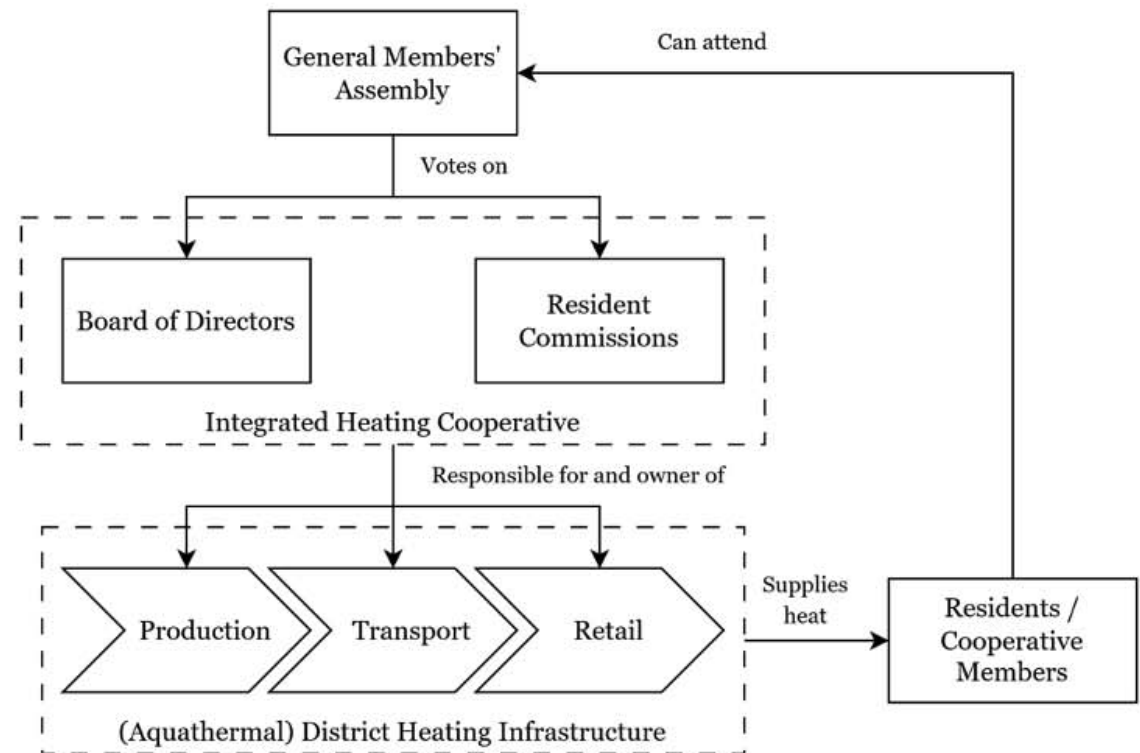 Can attend
General Members'
Assembly
Votes on
Board of Directors
Resident
Commissions
Integrated Heating Cooperative
Responsible for and owner of
Production
Transport
Retail
(Aquathermal) District Heating Infrastructure
Supplies
heat
Residents /
Cooperative
Members